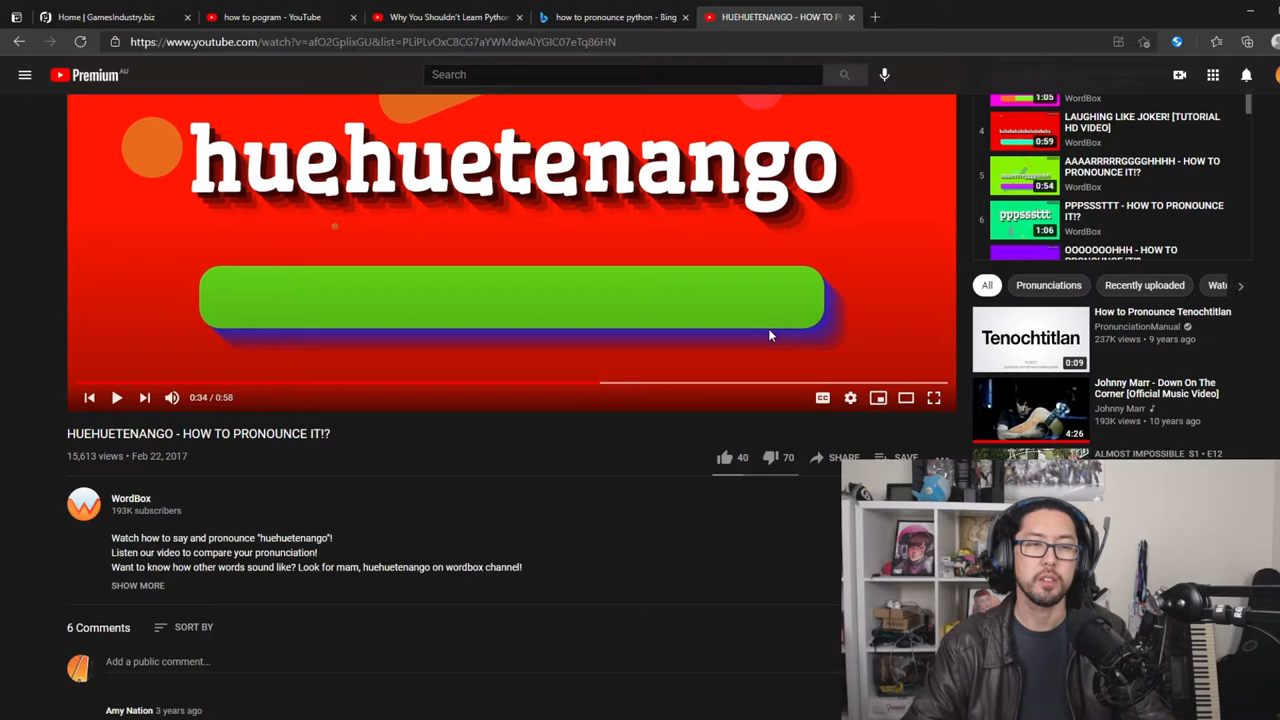 Home | GamesIndustry.biz
how to pogram - YouTube
Why You Shouldn't Learn Python
how to pronounce python - Bing
HUEHUETENANGO - HOW TO P
https://www.youtube.com/watch?v=afO2GplixGU&list=PLiPLvOxC8CG7aYWMdwAiYGIC07eTq86HN
Premium AU
Search
huehuetenango
1:05
WordBox
4
0:59
LAUGHING LIKE JOKER! [TUTORIAL
HD VIDEO]
WordBox
5
0:54
AAAARRRRRGGGGHHHH - HOW TO
PRONOUNCE IT!?
WordBox
6
pppsssttt
1:06
PPPSSSTTT - HOW TO PRONOUNCE
IT!?
WordBox
OOOOOOOHHH - HOW TO
All
Pronunciations
Recently uploaded
Tenochtitlan
0:09
How to Pronounce Tenochtitlan
PronunciationManual
237K views • 9 years ago
4:26
Johnny Marr - Down On The
Corner [Official Music Video]
Johnny Marr
193K views • 10 years ago
ALMOST IMPOSSIBLE S1 • E12
0:34 / 0:58
CC
HUEHUETENANGO - HOW TO PRONOUNCE IT!?
15,613 views • Feb 22, 2017
40
70
SHARE
SAVE
WordBox
193K subscribers
Watch how to say and pronounce "huehuetenango"!
Listen our video to compare your pronunciation!
Want to know how other words sound like? Look for mam, huehuetenango on wordbox channel!
SHOW MORE
6 Comments
SORT BY
Add a public comment...
Amy Nation 3 years ago